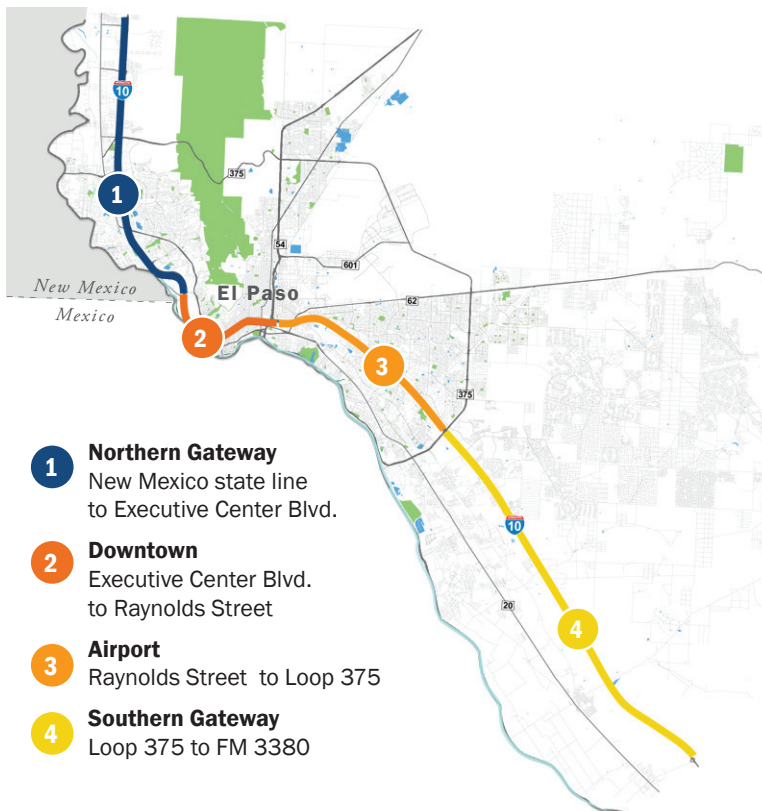 INTERSTATE
10
1
375
54
601
New Mexico
El Paso
62
Mexico
2
3
375
1
Northern Gateway
New Mexico state line
to Executive Center Blvd.
2
Downtown
Executive Center Blvd.
to Raynolds Street
3
Airport
Raynolds Street to Loop 375
4
Southern Gateway
Loop 375 to FM 3380
INTERSTATE
10
20
4